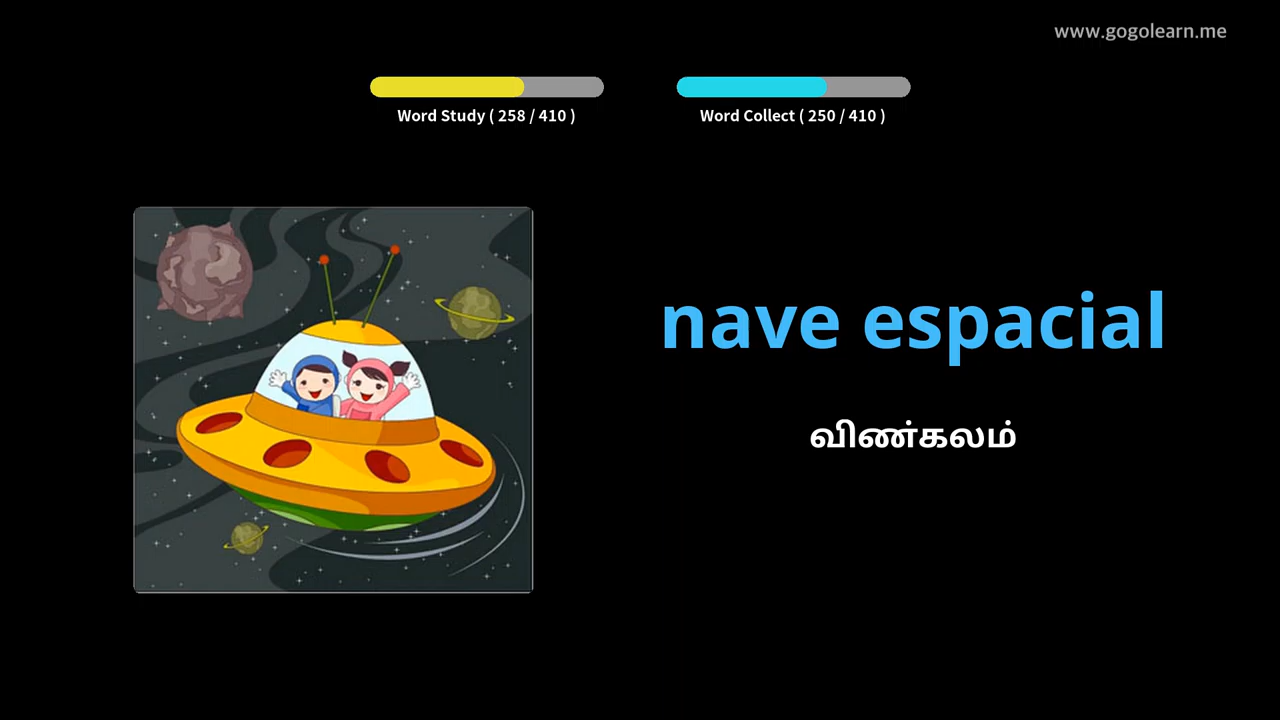 www.gogolearn.me
Word Study ( 258 / 410 )
Word Collect ( 250 / 410 )
nave espacial
விண்கலம்